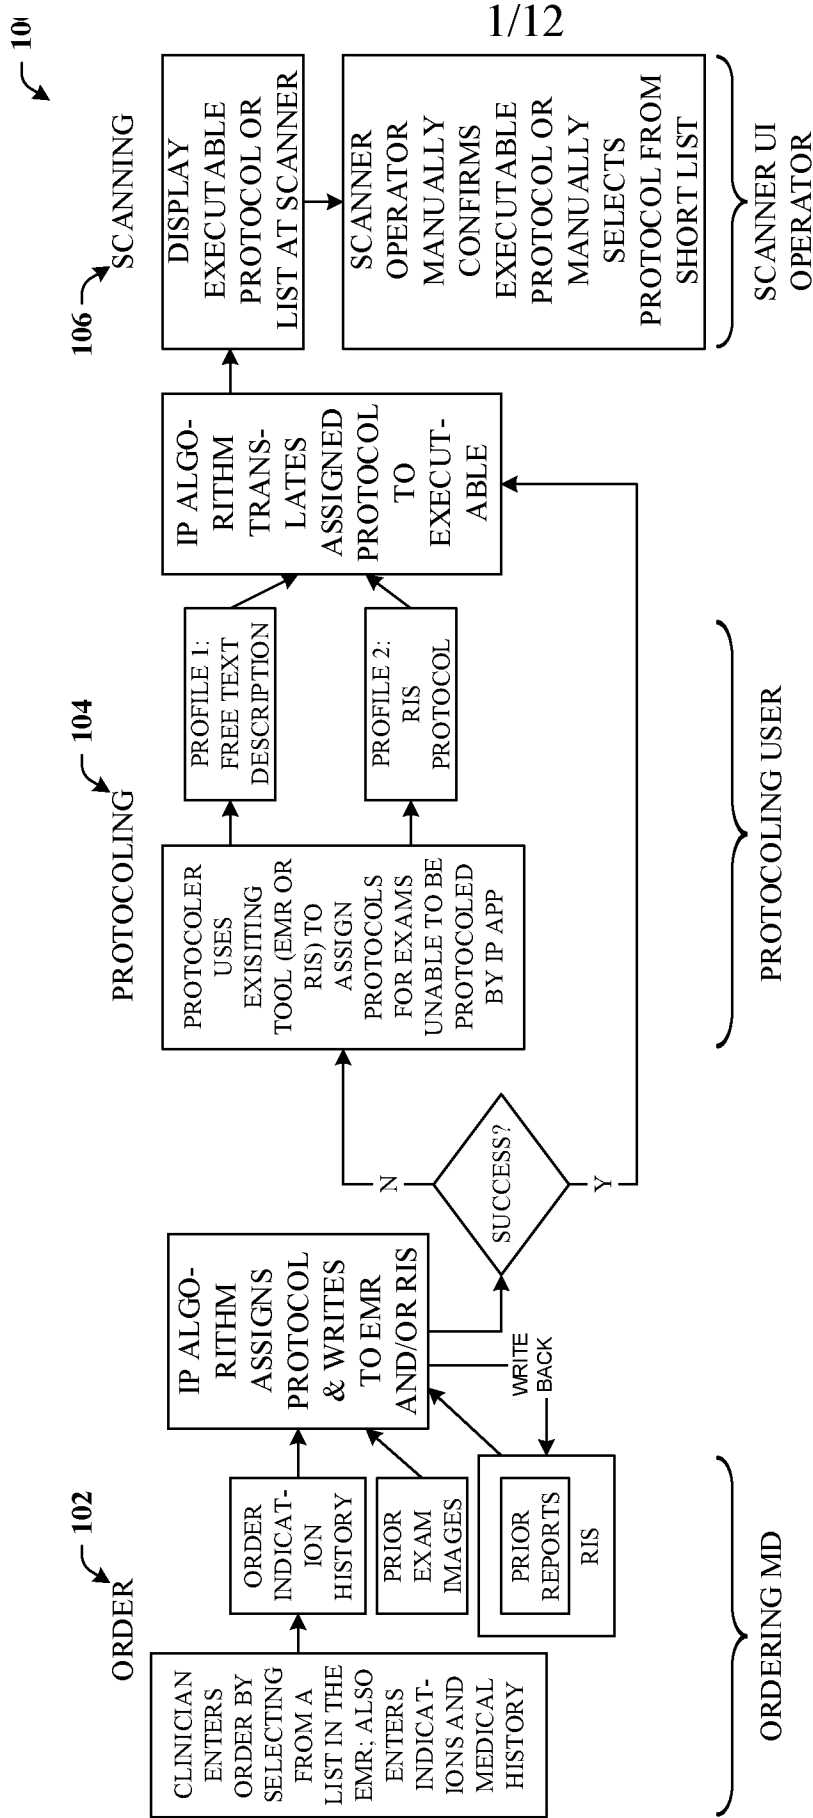 1/12
10
ORDER
102
PROTOCOLING
104
SCANNING
106
CLINICIAN
ENTERS
ORDER BY
SELECTING
FROM A
LIST IN THE
EMR; ALSO
ENTERS
INDICAT-
IONS AND
MEDICAL
HISTORY
ORDER
INDICAT-
ION
HISTORY
PRIOR
EXAM
IMAGES
PRIOR
REPORTS
RIS
IP ALGO-
RITHM
ASSIGNS
PROTOCOL
& WRITES
TO EMR
AND/OR RIS
WRITE
BACK
SUCCESS?
N
Y
PROTOCOLER
USES
EXISITING
TOOL (EMR OR
RIS) TO
ASSIGN
PROTOCOLS
FOR EXAMS
UNABLE TO BE
PROTOCOLED
BY IP APP
PROFILE 1:
FREE TEXT
DESCRIPTION
PROFILE 2:
RIS
PROTOCOL
IP ALGO-
RITHM
TRANS-
LATES
ASSIGNED
PROTOCOL
TO
EXECUT-
ABLE
DISPLAY
EXECUTABLE
PROTOCOL OR
LIST AT SCANNER
SCANNER
OPERATOR
MANUALLY
CONFIRMS
EXECUTABLE
PROTOCOL OR
MANUALLY
SELECTS
PROTOCOL FROM
SHORT LIST
ORDERING MD
PROTOCOLING USER
SCANNER UI
OPERATOR